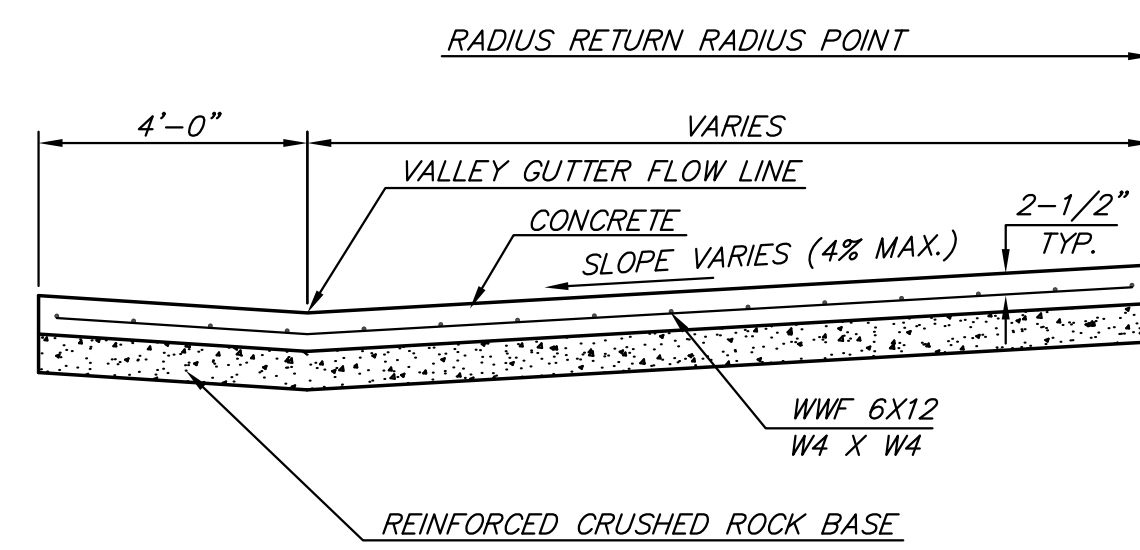 RADIUS RETURN RADIUS POINT
4'-0"
VARIES
VALLEY GUTTER FLOW LINE
CONCRETE
2-1/2"
TYP.
SLOPE VARIES (4% MAX.)
WWF 6X12
W4 X W4
REINFORCED CRUSHED ROCK BASE